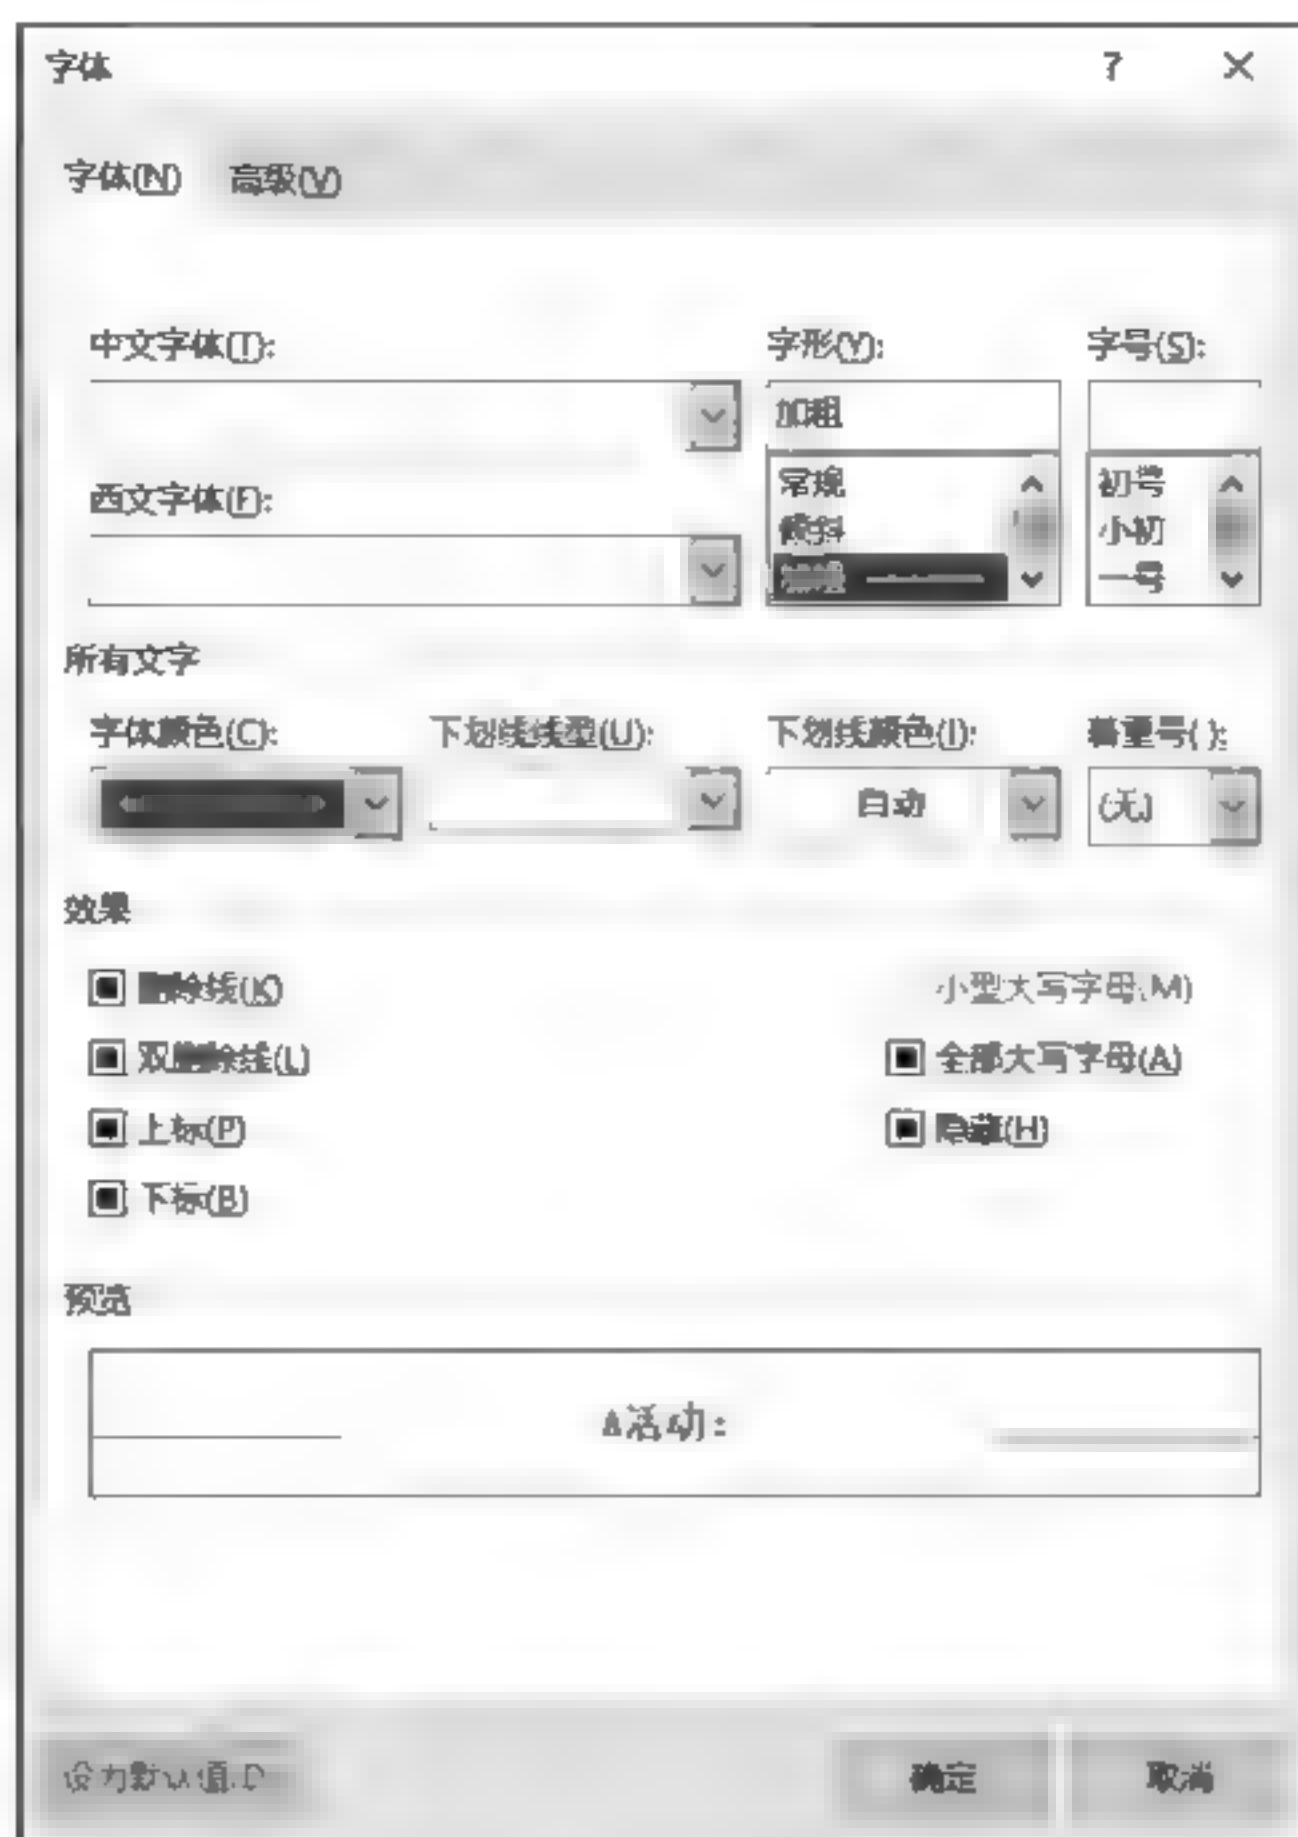 字体 ?
字体(N) 高级(V)
中文字体(T): 字形(Y): 字号(S):
加粗
常规 初号
西文字体(F): 倾斜 小初
加粗 一号
所有文字
字体颜色(C): 下划线线型(U): 下划线颜色(I): 着重号():
自动 (无)
效果
删除线(K) 小型大写字母(M)
双删除线(L) 全部大写字母(A)
上标(P) 隐藏(H)
下标(B)
预览
A活动:
设为默认值(D 确定 取消